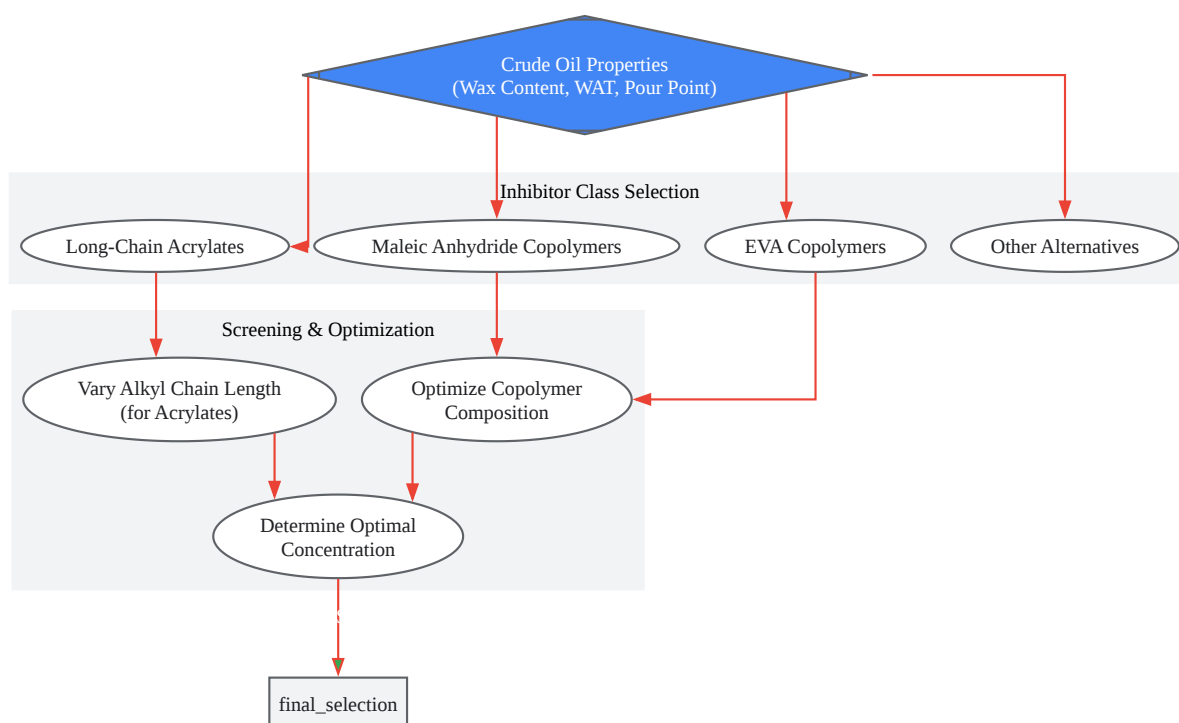 Crude Oil Properties
(Wax Content, WAT, Pour Point)
Inhibitor Class Selection
Long-Chain Acrylates
Maleic Anhydride Copolymers
EVA Copolymers
Other Alternatives
Screening & Optimization
Vary Alkyl Chain Length
(for Acrylates)
Optimize Copolymer
Composition
Determine Optimal
Concentration
final_selection